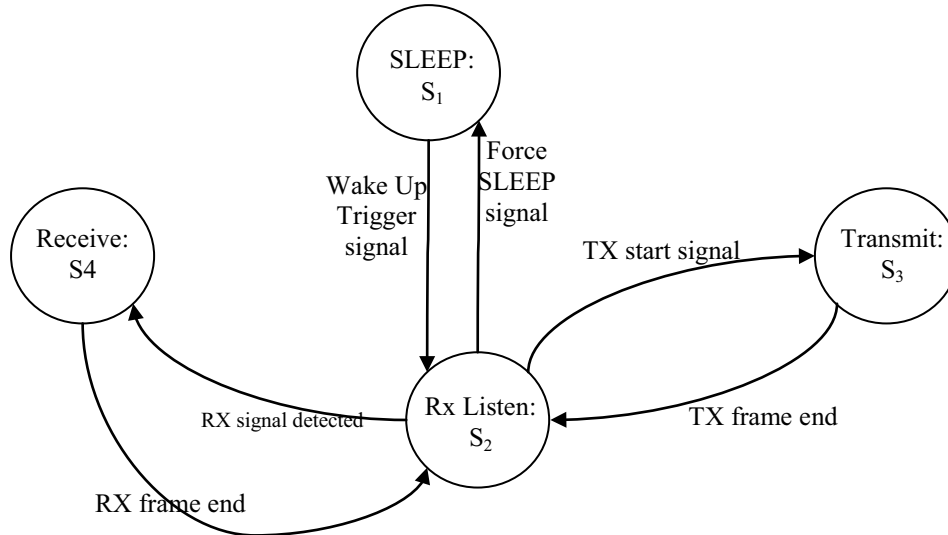 SLEEP:
S₁
Force
SLEEP
signal
Wake Up
Trigger
signal
Receive:
S4
TX start signal
Transmit:
S₃
RX signal detected
Rx Listen:
S₂
TX frame end
RX frame end